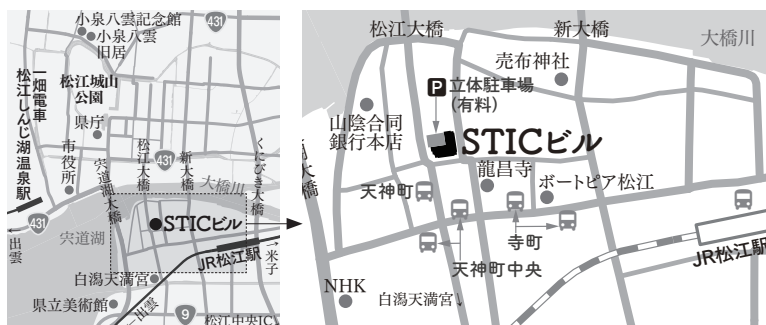 小泉八雲記念館
431
小泉八雲
旧居
一畑電車
松江しんじ湖温泉駅
松江城山
公園
県庁
市役所
431
宍道湖大橋
松江大橋
新大橋
くにびき大橋
大橋川
431
←出雲
宍道湖
STICビル
JR松江駅
→米子
白潟天満宮
県立美術館
←出雲
9
松江中央IC
松江大橋
新大橋
大橋川
売布神社
P 立体駐車場
(有料)
山陰合同
銀行本店
STICビル
龍昌寺
ボートピア松江
天神町
寺町
天神町中央
JR松江駅
NHK
白潟天満宮↓